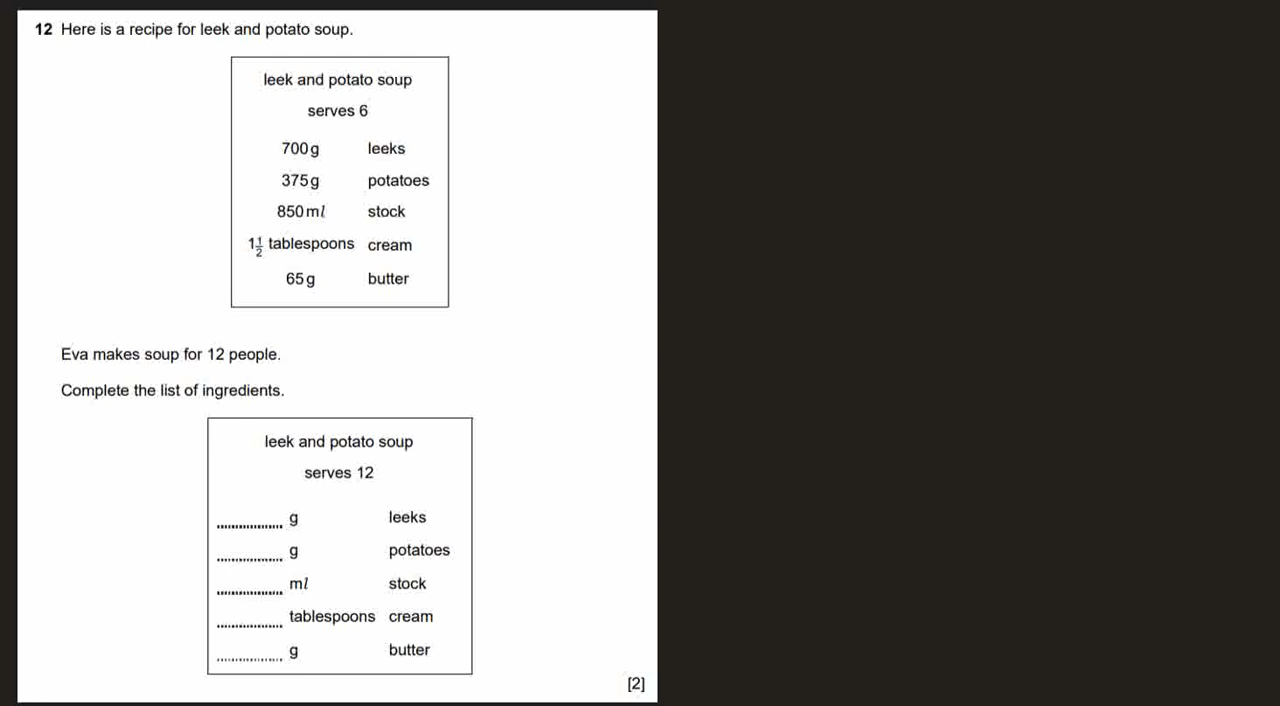 12 Here is a recipe for leek and potato soup.
leek and potato soup
serves 6
700 g leeks
375 g potatoes
850 ml stock
1½ tablespoons cream
65 g butter
Eva makes soup for 12 people.
Complete the list of ingredients.
leek and potato soup
serves 12
.................. g leeks
.................. g potatoes
.................. ml stock
.................. tablespoons cream
.................. g butter
[2]